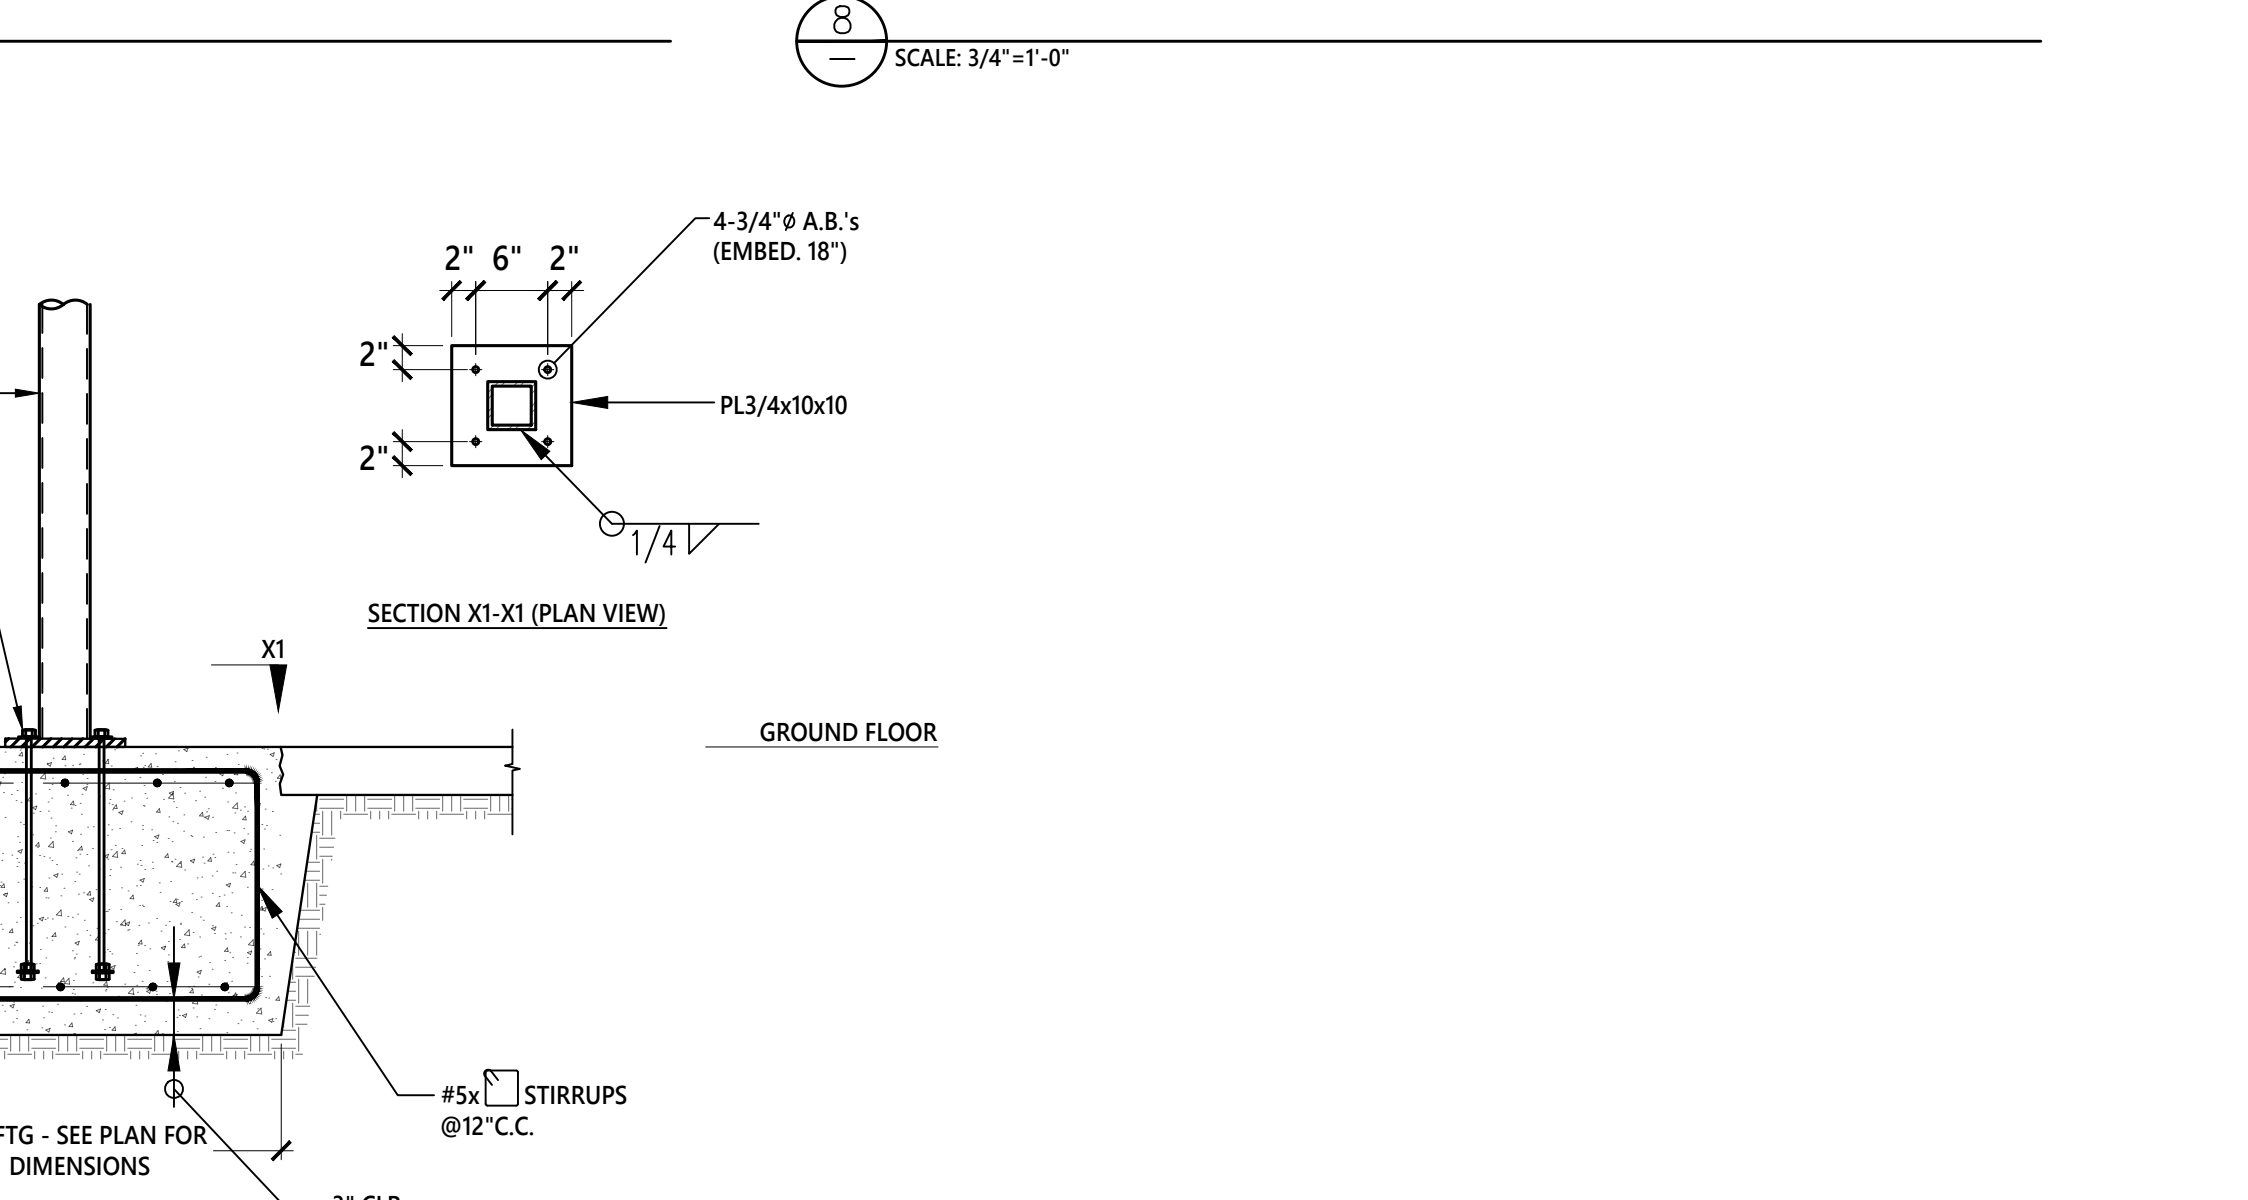 8
SCALE: 3/4"=1'-0"
4-3/4"⌀ A.B.'s
(EMBED. 18")
2" 6" 2"
2"
PL3/4x10x10
2"
1/4
SECTION X1-X1 (PLAN VIEW)
X1
GROUND FLOOR
#5x STIRRUPS
@12"C.C.
FTG - SEE PLAN FOR
DIMENSIONS